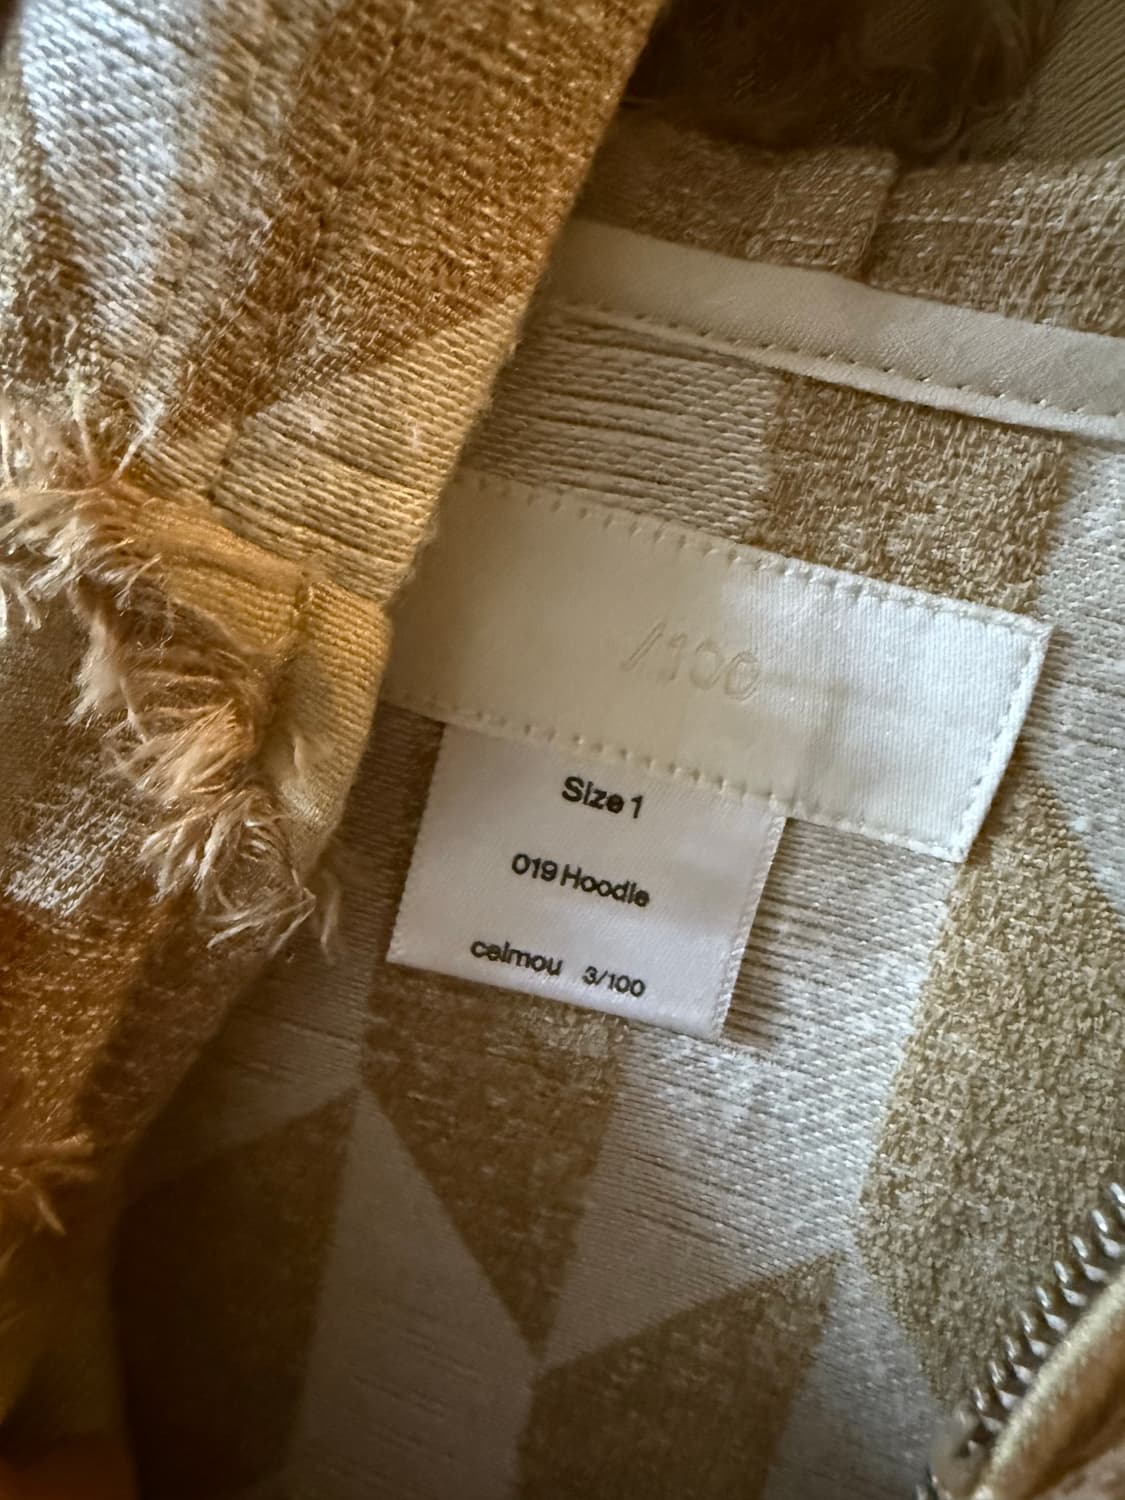 /100
Size 1
019 Hoodie
celmou 3/100